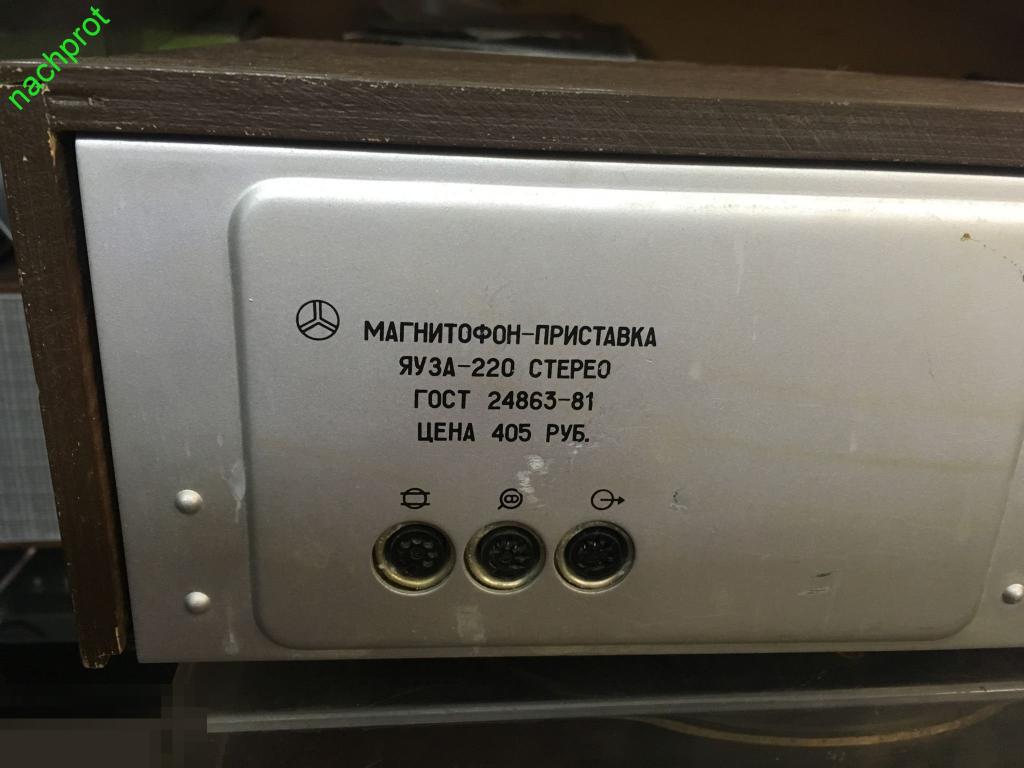 nachprot
МАГНИТОФОН-ПРИСТАВКА
ЯУЗА-220 СТЕРЕО
ГОСТ 24863-81
ЦЕНА 405 РУБ.